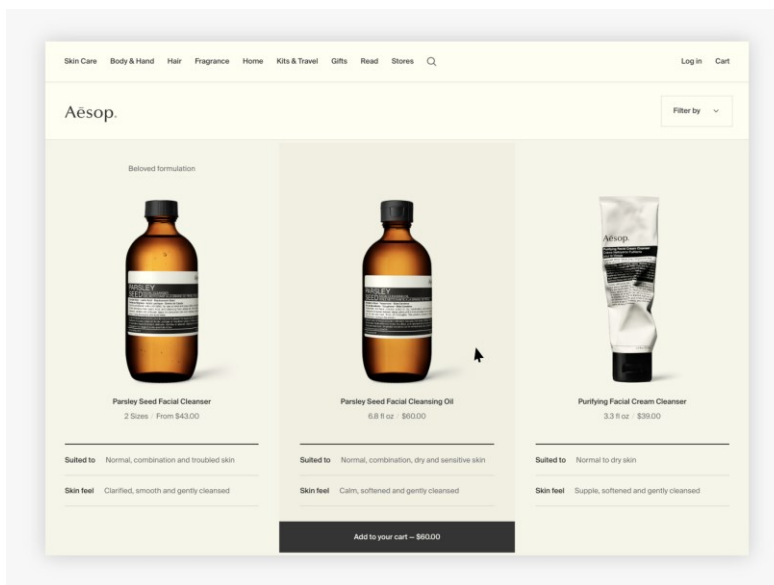 Skin Care Body & Hand Hair Fragrance Home Kits & Travel Gifts Read Stores Log in Cart
Aēsop.
Filter by
Beloved formulation
PARSLEY
SEED
PARSLEY
SEED
Aēsop.
Purifying Facial Cream Cleanser
Parsley Seed Facial Cleanser
2 Sizes / From $43.00
Suited to Normal, combination and troubled skin
Skin feel Clarified, smooth and gently cleansed
Parsley Seed Facial Cleansing Oil
6.8 fl oz / $60.00
Suited to Normal, combination, dry and sensitive skin
Skin feel Calm, softened and gently cleansed
Add to your cart — $60.00
Purifying Facial Cream Cleanser
3.3 fl oz / $39.00
Suited to Normal to dry skin
Skin feel Supple, softened and gently cleansed